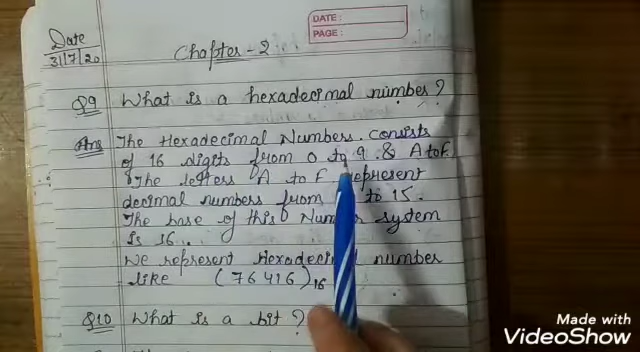 DATE:
PAGE:
Date
31/7/20
Chapter - 2
Q9 What is a hexadecimal number?
Ans The Hexadecimal Numbers. consists
of 16 digits from 0 to 9. & A to F.
The letters A to F represent
decimal numbers from to 15.
The base of this Number system
is 16..
We represent Hexadecimal number
like (76416)16
Q10 What is a bit?
Made with
VideoShow